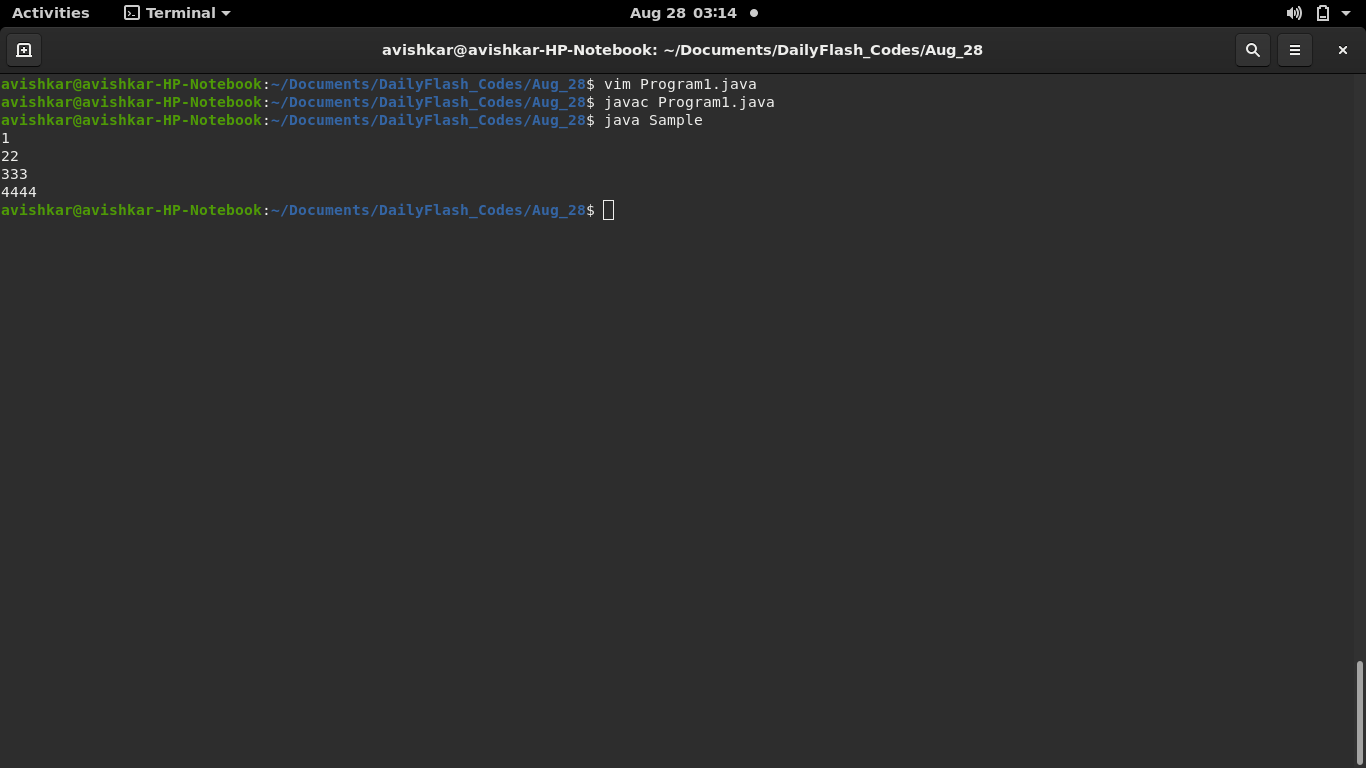 Activities Terminal Aug 28 03:14
avishkar@avishkar-HP-Notebook: ~/Documents/DailyFlash_Codes/Aug_28
avishkar@avishkar-HP-Notebook:~/Documents/DailyFlash_Codes/Aug_28$ vim Program1.java
avishkar@avishkar-HP-Notebook:~/Documents/DailyFlash_Codes/Aug_28$ javac Program1.java
avishkar@avishkar-HP-Notebook:~/Documents/DailyFlash_Codes/Aug_28$ java Sample
1
22
333
4444
avishkar@avishkar-HP-Notebook:~/Documents/DailyFlash_Codes/Aug_28$